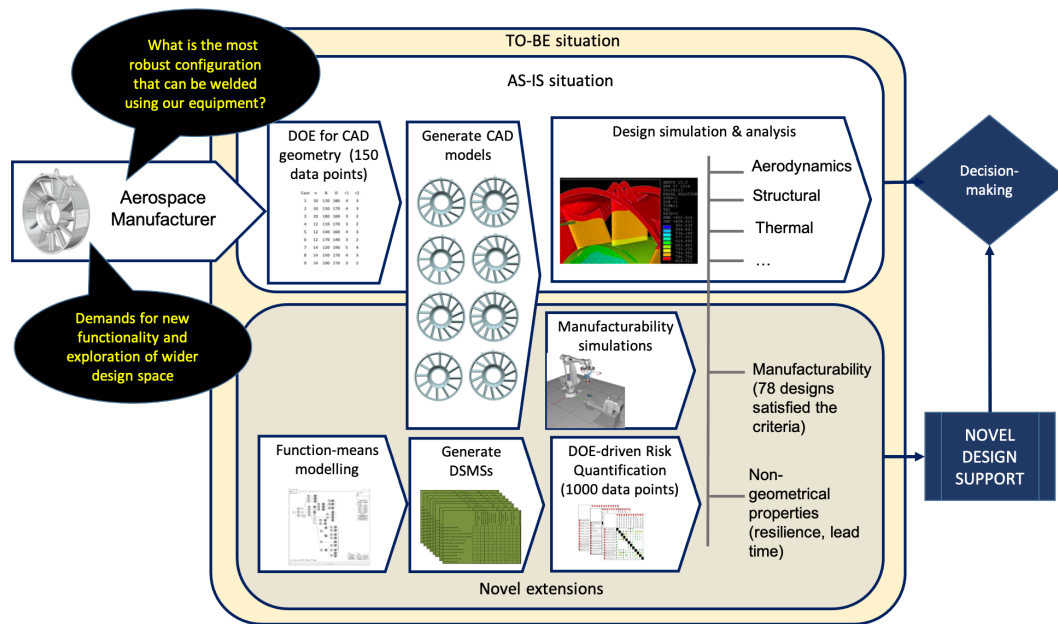 What is the most
robust configuration
that can be welded
using our equipment?
TO-BE situation
AS-IS situation
DOE for CAD
geometry (150
data points)
Generate CAD
models
Design simulation & analysis
Aerodynamics
Structural
Thermal
...
Decision-
making
Aerospace
Manufacturer
Demands for new
functionality and
exploration of wider
design space
Manufacturability
simulations
Manufacturability
(78 designs
satisfied the
criteria)
Function-means
modelling
Generate
DSMSs
DOE-driven Risk
Quantification
(1000 data points)
Non-
geometrical
properties
(resilience, lead
time)
NOVEL
DESIGN
SUPPORT
Novel extensions